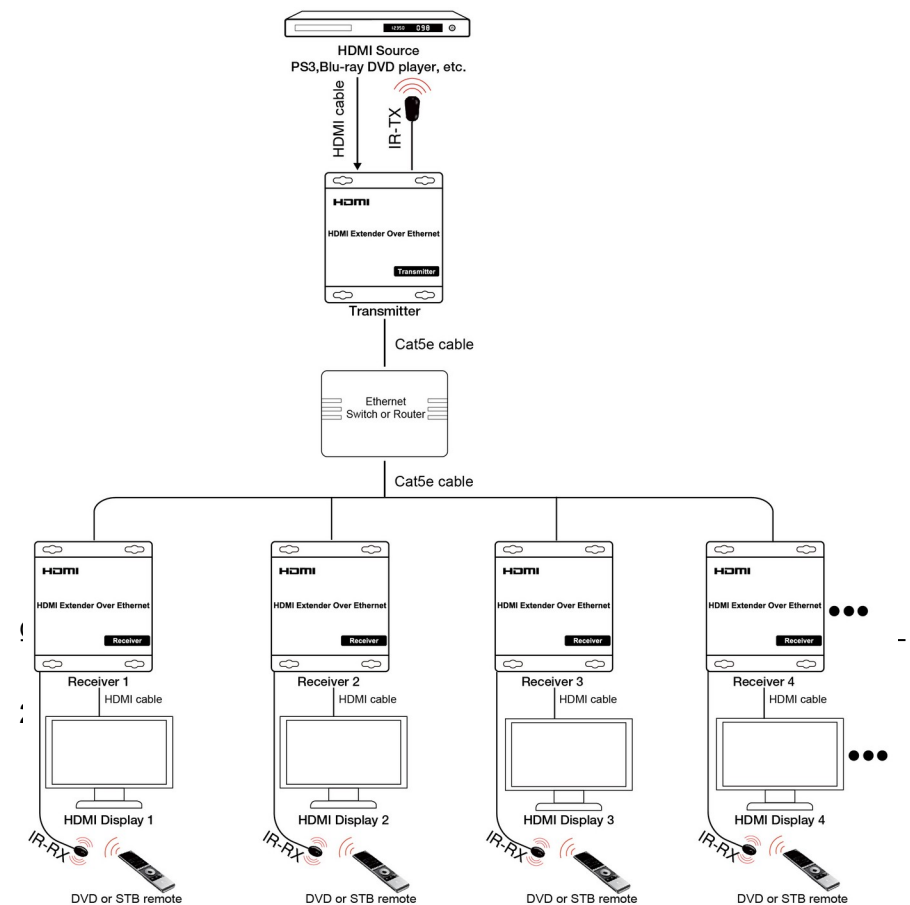 12350 098
HDMI Source
PS3,Blu-ray DVD player, etc.
HDMI cable
IR-TX
HDMI
HDMI Extender Over Ethernet
Transmitter
Transmitter
Cat5e cable
Ethernet
Switch or Router
Cat5e cable
HDMI
HDMI Extender Over Ethernet
Receiver
Receiver 1
HDMI cable
HDMI Display 1
IR-RX
DVD or STB remote
HDMI
HDMI Extender Over Ethernet
Receiver
Receiver 2
HDMI cable
HDMI Display 2
IR-RX
DVD or STB remote
HDMI
HDMI Extender Over Ethernet
Receiver
Receiver 3
HDMI cable
HDMI Display 3
IR-RX
DVD or STB remote
HDMI
HDMI Extender Over Ethernet
Receiver
Receiver 4
HDMI cable
HDMI Display 4
IR-RX
DVD or STB remote